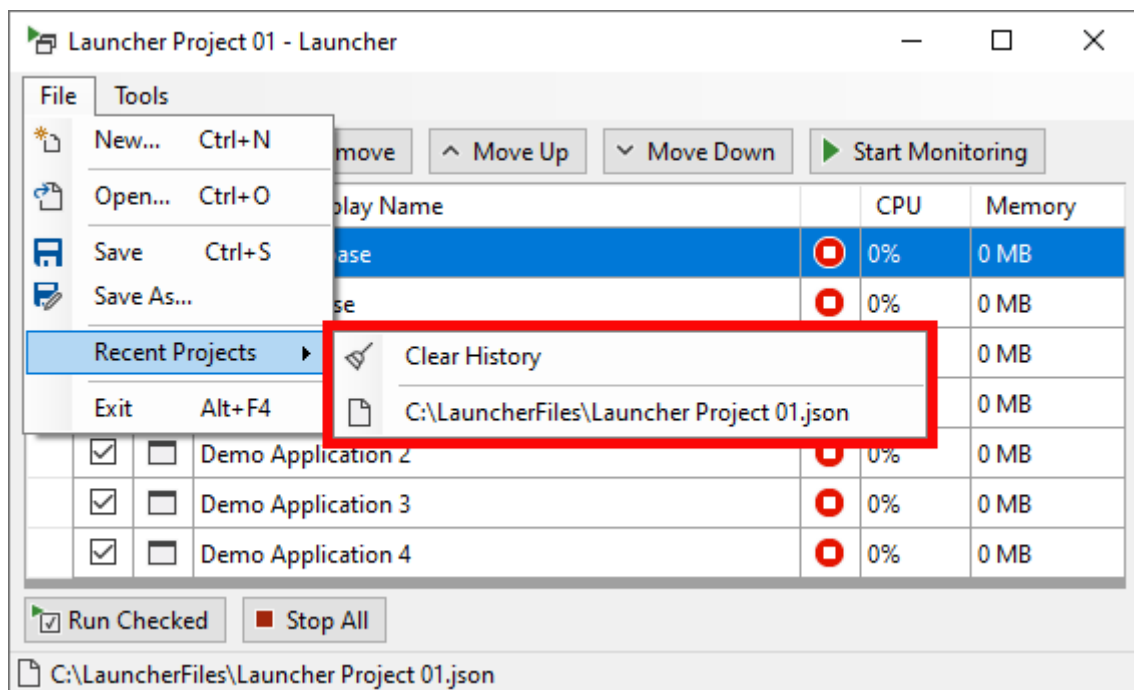 Launcher Project 01 - Launcher
File Tools
New... Ctrl+N
move Move Up Move Down Start Monitoring
Open... Ctrl+O
play Name CPU Memory
Save Ctrl+S
ase 0% 0 MB
Save As...
se 0% 0 MB
Recent Projects
Clear History
0 MB
Exit Alt+F4
C:\LauncherFiles\Launcher Project 01.json
0 MB
Demo Application 2 0% 0 MB
Demo Application 3 0% 0 MB
Demo Application 4 0% 0 MB
Run Checked Stop All
C:\LauncherFiles\Launcher Project 01.json